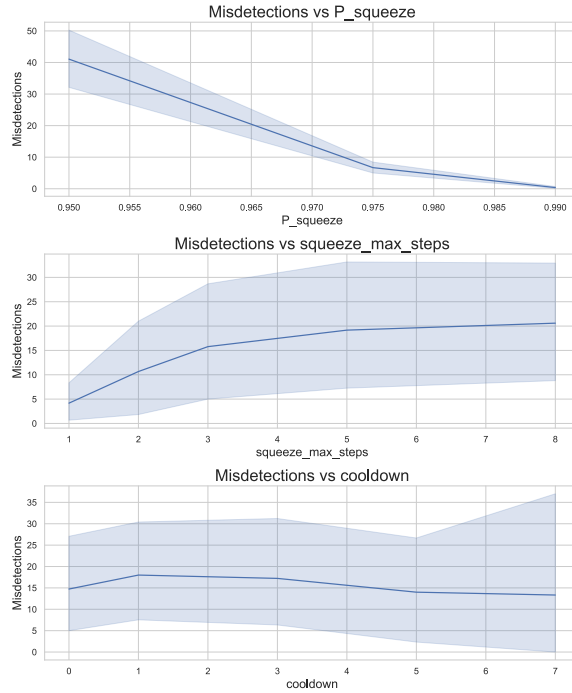 Misdetections vs P_squeeze
50
40
30
20
10
0
Misdetections
0.950 0.955 0.960 0.965 0.970 0.975 0.980 0.985 0.990
P_squeeze
Misdetections vs squeeze_max_steps
30
25
20
15
10
5
0
Misdetections
1 2 3 4 5 6 7 8
squeeze_max_steps
Misdetections vs cooldown
35
30
25
20
15
10
5
0
Misdetections
0 1 2 3 4 5 6 7
cooldown